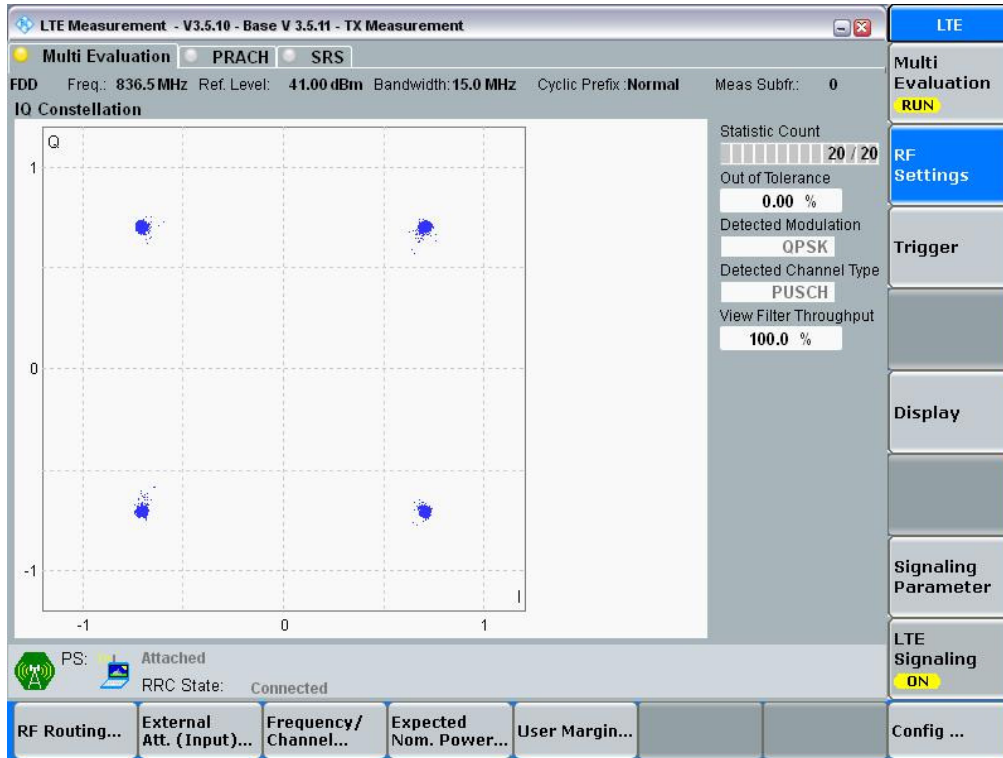 LTE Measurement - V3.5.10 - Base V 3.5.11 - TX Measurement
LTE
Multi Evaluation PRACH SRS
FDD Freq.: 836.5 MHz Ref. Level: 41.00 dBm Bandwidth: 15.0 MHz Cyclic Prefix : Normal Meas Subfr.: 0
IQ Constellation
Q
1
0
-1
I
-1 0 1
Statistic Count
20 / 20
Out of Tolerance
0.00 %
Detected Modulation
QPSK
Detected Channel Type
PUSCH
View Filter Throughput
100.0 %
Multi
Evaluation
RUN
RF
Settings
Trigger
Display
Signaling
Parameter
LTE
Signaling
ON
PS: Attached
RRC State: Connected
RF Routing...
External
Att. (Input)...
Frequency/
Channel...
Expected
Nom. Power...
User Margin...
Config ...